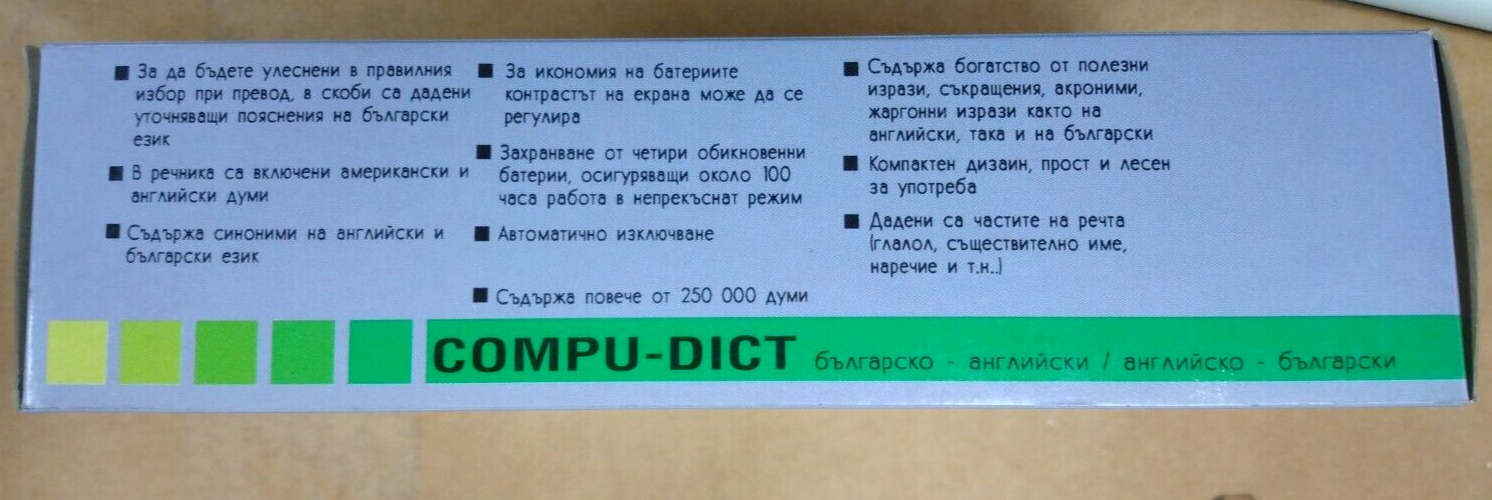 ■ За да бъдете улеснени в правилния
избор при превод, в скоби са дадени
уточняващи пояснения на български
език
■ В речника са включени американски и
английски думи
■ Съдържа синоними на английски и
български език
■ За икономия на батериите
контрастът на екрана може да се
регулира
■ Захранване от четири обикновенни
батерии, осигуряващи около 100
часа работа в непрекъснат режим
■ Автоматично изключване
■ Съдържа повече от 250 000 думи
■ Съдържа богатство от полезни
изрази, съкращения, акроними,
жаргонни изрази както на
английски, така и на български
■ Компактен дизаин, прост и лесен
за употреба
■ Дадени са частите на речта
(глалол, съществително име,
наречие и т.н..)
COMPU-DICT българско - английски / английско - български